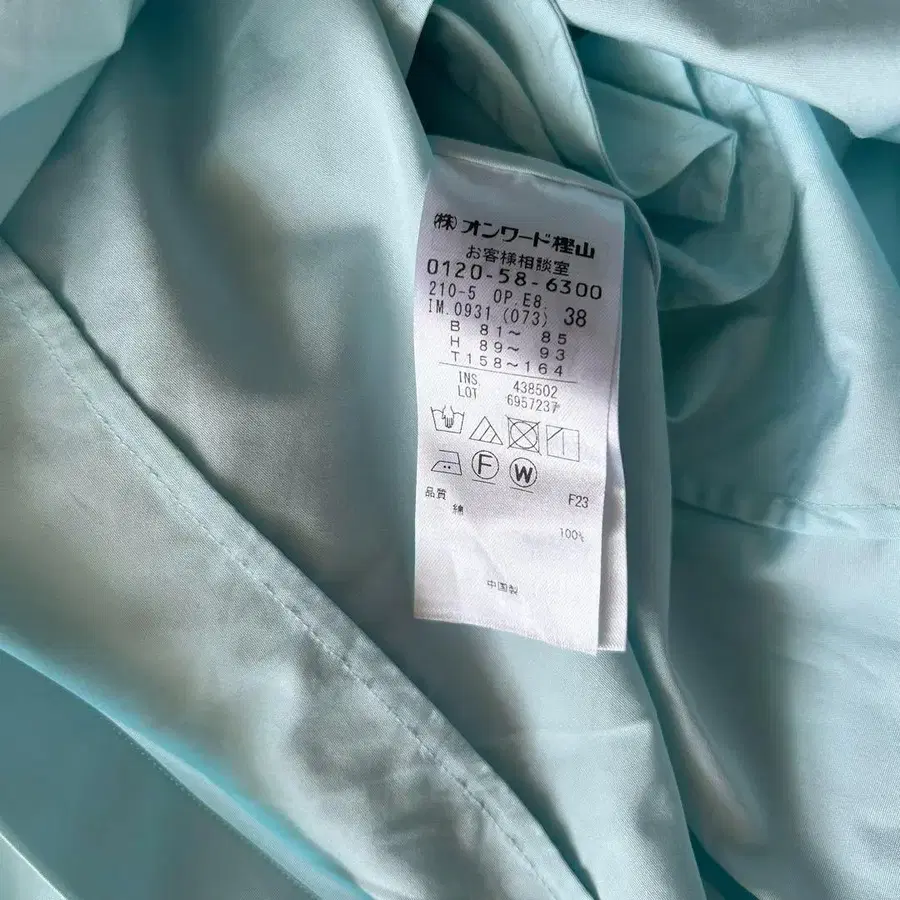 ㈱オンワード樫山
お客様相談室
0120-58-6300
210-5 OP.E8.
IM.0931 (073) 38
B 81～ 85
H 89～ 93
T158～164
INS. 438502
LOT 6957237
F W
品質 F23
綿
100%
中国製